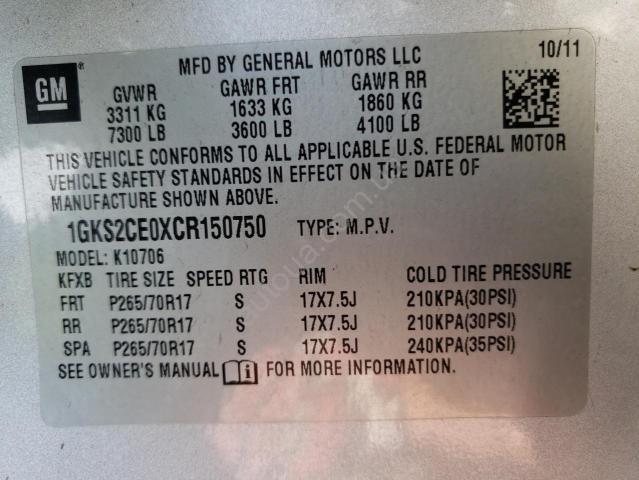 GM
MFD BY GENERAL MOTORS LLC 10/11
GVWR GAWR FRT GAWR RR
3311 KG 1633 KG 1860 KG
7300 LB 3600 LB 4100 LB
THIS VEHICLE CONFORMS TO ALL APPLICABLE U.S. FEDERAL MOTOR
VEHICLE SAFETY STANDARDS IN EFFECT ON THE DATE OF
MANUFACTURE SHOWN ABOVE.
1GKS2CE0XCR150750 TYPE: M.P.V.
MODEL: K10706
KFXB TIRE SIZE SPEED RTG RIM COLD TIRE PRESSURE
FRT P265/70R17 S 17X7.5J 210KPA(30PSI)
RR P265/70R17 S 17X7.5J 210KPA(30PSI)
SPA P265/70R17 S 17X7.5J 240KPA(35PSI)
SEE OWNER'S MANUAL i FOR MORE INFORMATION.